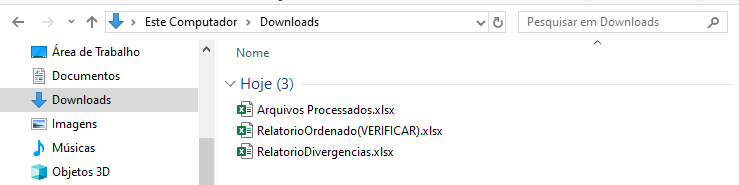 Este Computador > Downloads
Pesquisar em Downloads
Área de Trabalho
Documentos
Downloads
Imagens
Músicas
Objetos 3D
Nome
Hoje (3)
Arquivos Processados.xlsx
RelatorioOrdenado(VERIFICAR).xlsx
RelatorioDivergencias.xlsx